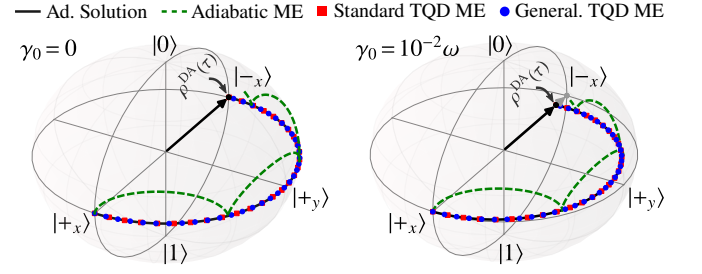 Ad. Solution Adiabatic ME Standard TQD ME General. TQD ME
γ₀ = 0
|0⟩
|−ₓ⟩
ρᴰᴬ(τ)
|+ᵧ⟩
|+ₓ⟩
|1⟩
γ₀ = 10⁻²ω
|0⟩
|−ₓ⟩
ρᴰᴬ(τ)
|+ᵧ⟩
|+ₓ⟩
|1⟩